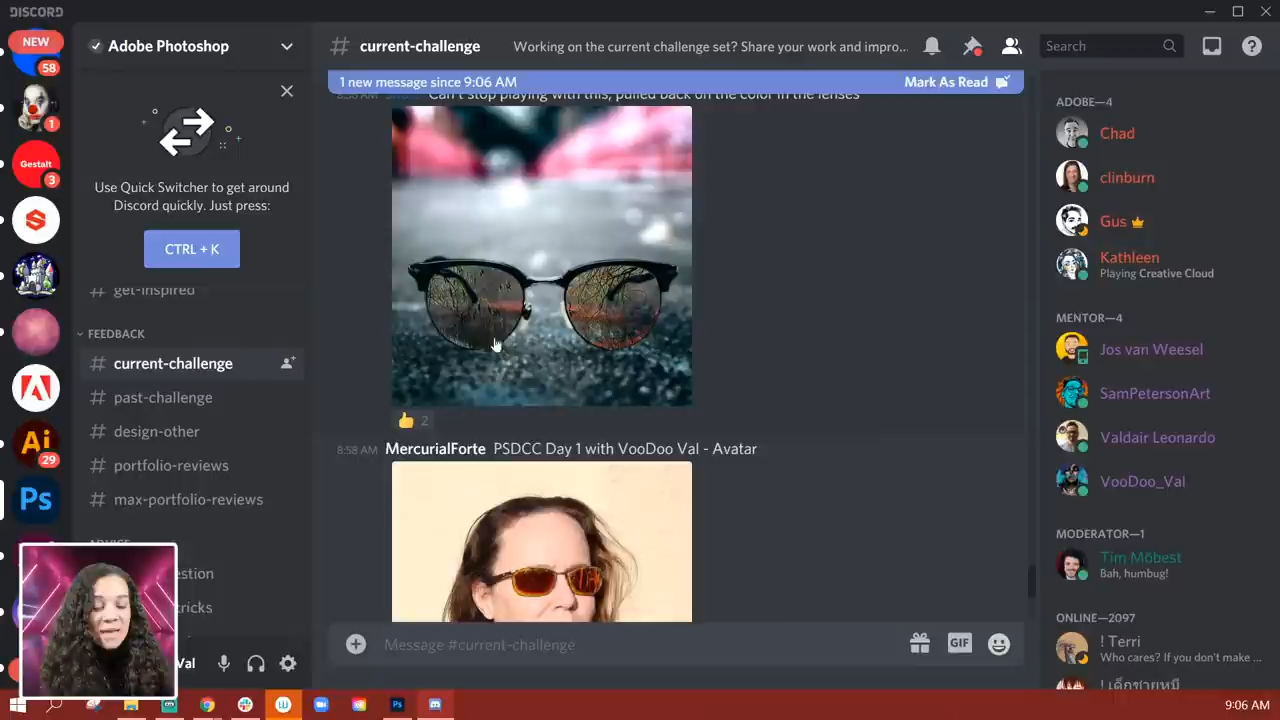 DISCORD
NEW
58
1
Gestalt
3
Ai
29
Ps
Adobe Photoshop
Use Quick Switcher to get around
Discord quickly. Just press:
CTRL + K
# get-inspired
FEEDBACK
# current-challenge
# past-challenge
# design-other
# portfolio-reviews
# max-portfolio-reviews
Val
# current-challenge
Working on the current challenge set? Share your work and impro...
Search
1 new message since 9:06 AM
Mark As Read
Can't stop playing with this, pulled back on the color in the lenses
2
8:58 AM MercurialForte PSDCC Day 1 with VooDoo Val - Avatar
Message #current-challenge
GIF
ADOBE—4
Chad
clinburn
Gus
Kathleen
Playing Creative Cloud
MENTOR—4
Jos van Weesel
SamPetersonArt
Valdair Leonardo
VooDoo_Val
MODERATOR—1
Tim Möbest
Bah, humbug!
ONLINE—2097
! Terri
Who cares? If you don't make ...
Ps
9:06 AM